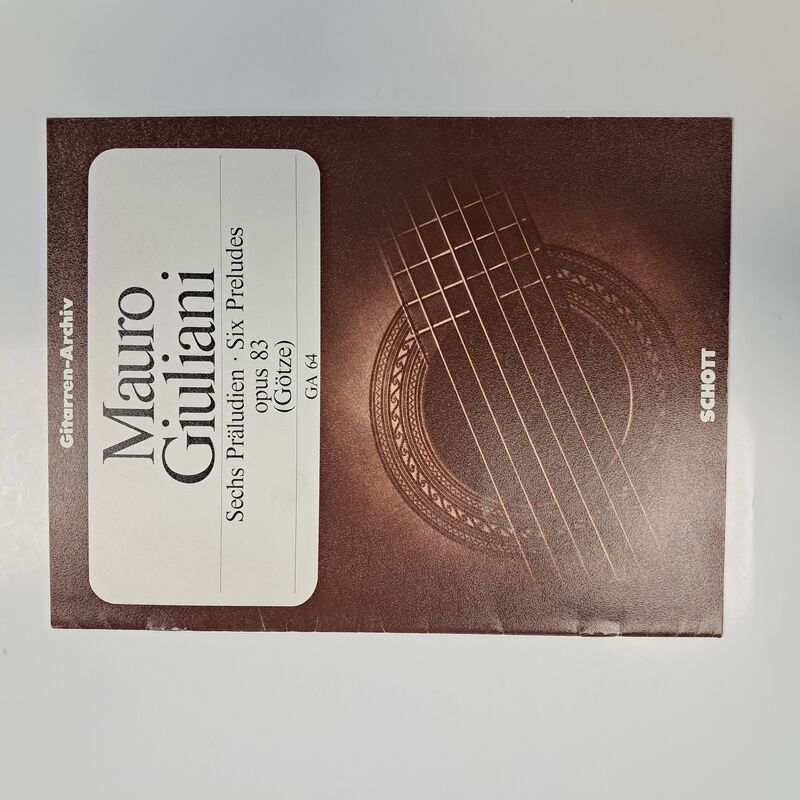 Gitarren-Archiv
Mauro
Giuliani
Sechs Präludien · Six Preludes
opus 83
(Götze)
GA 64
SCHOTT